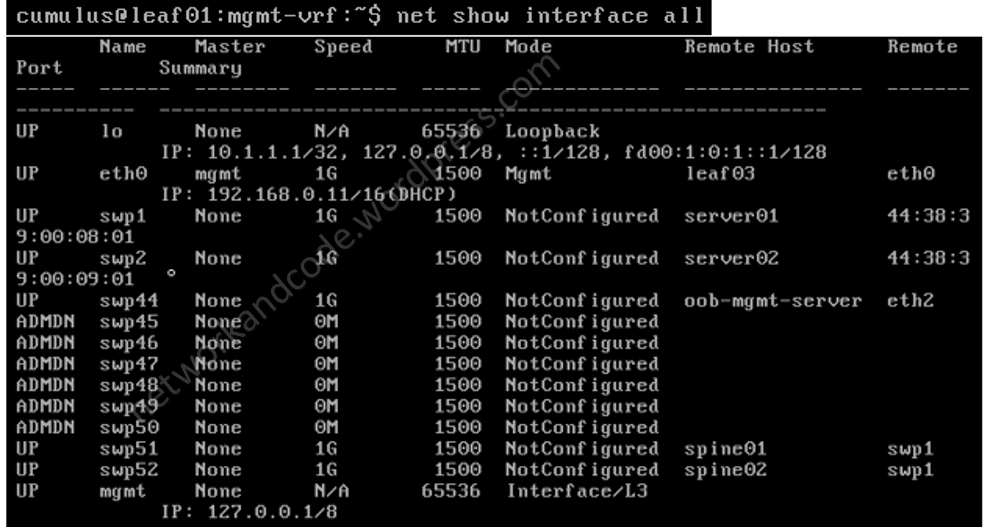 cumulus@leaf01:mgmt-vrf:~$ net show interface all
Name Master Speed MTU Mode Remote Host Remote
Port Summary
----- ------ -------- -------- ----- ------------- --------------- -------
---------- ----------------------------------------------------------------
UP lo None N/A 65536 Loopback
IP: 10.1.1.1/32, 127.0.0.1/8, ::1/128, fd00:1:0:1::1/128
UP eth0 mgmt 1G 1500 Mgmt leaf03 eth0
IP: 192.168.0.11/16(DHCP)
UP swp1 None 1G 1500 NotConfigured server01 44:38:3
9:00:08:01
UP swp2 None 1G 1500 NotConfigured server02 44:38:3
9:00:09:01
UP swp44 None 1G 1500 NotConfigured oob-mgmt-server eth2
ADMDN swp45 None 0M 1500 NotConfigured
ADMDN swp46 None 0M 1500 NotConfigured
ADMDN swp47 None 0M 1500 NotConfigured
ADMDN swp48 None 0M 1500 NotConfigured
ADMDN swp49 None 0M 1500 NotConfigured
ADMDN swp50 None 0M 1500 NotConfigured
UP swp51 None 1G 1500 NotConfigured spine01 swp1
UP swp52 None 1G 1500 NotConfigured spine02 swp1
UP mgmt None N/A 65536 Interface/L3
IP: 127.0.0.1/8
networkandcode.wordpress.com